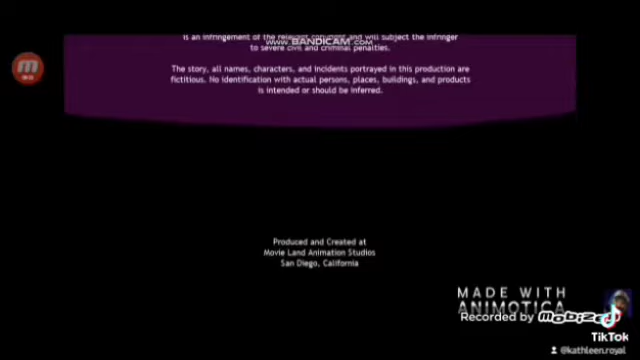 is an infringement of the relevant copyright and will subject the infringer
WWW.BANDICAM.COM
to severe civil and criminal penalties.
The story, all names, characters, and incidents portrayed in this production are
fictitious. No identification with actual persons, places, buildings, and products
is intended or should be inferred.
Produced and Created at
Movie Land Animation Studios
San Diego, California
MADE WITH
ANIMOTICA
Recorded by Mobizen
TikTok
@kathleen.royal